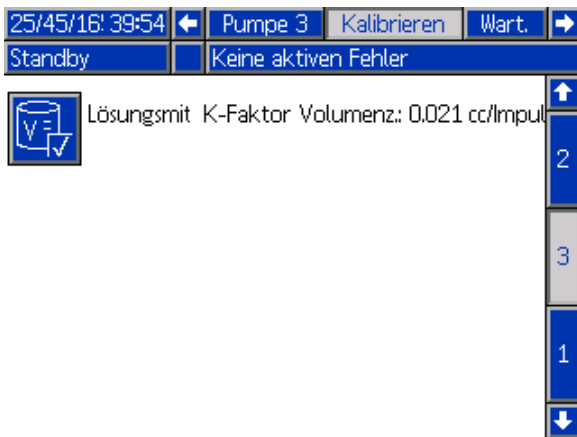 25/45/16! 39:54 Pumpe 3 Kalibrieren Wart.
Standby Keine aktiven Fehler
Lösungsmit K-Faktor Volumenz.: 0.021 cc/Impul
V
2
3
1